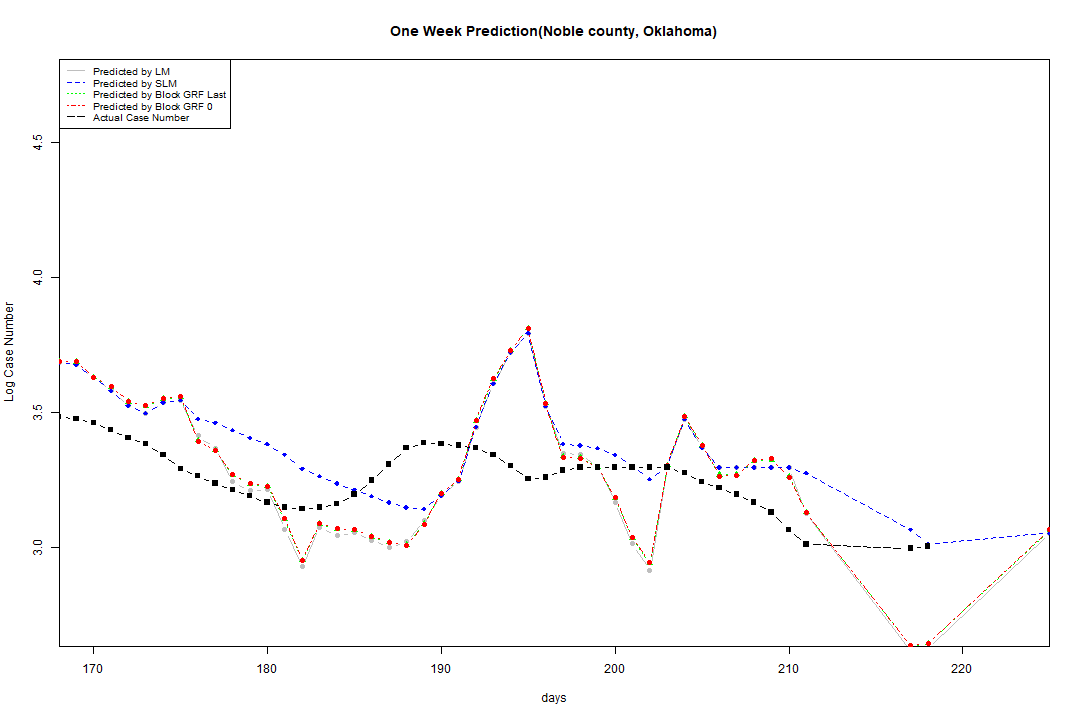 One Week Prediction(Noble county, Oklahoma)
Predicted by LM
Predicted by SLM
Predicted by Block GRF Last
Predicted by Block GRF 0
Actual Case Number
Log Case Number
4.5
4.0
3.5
3.0
170 180 190 200 210 220
days